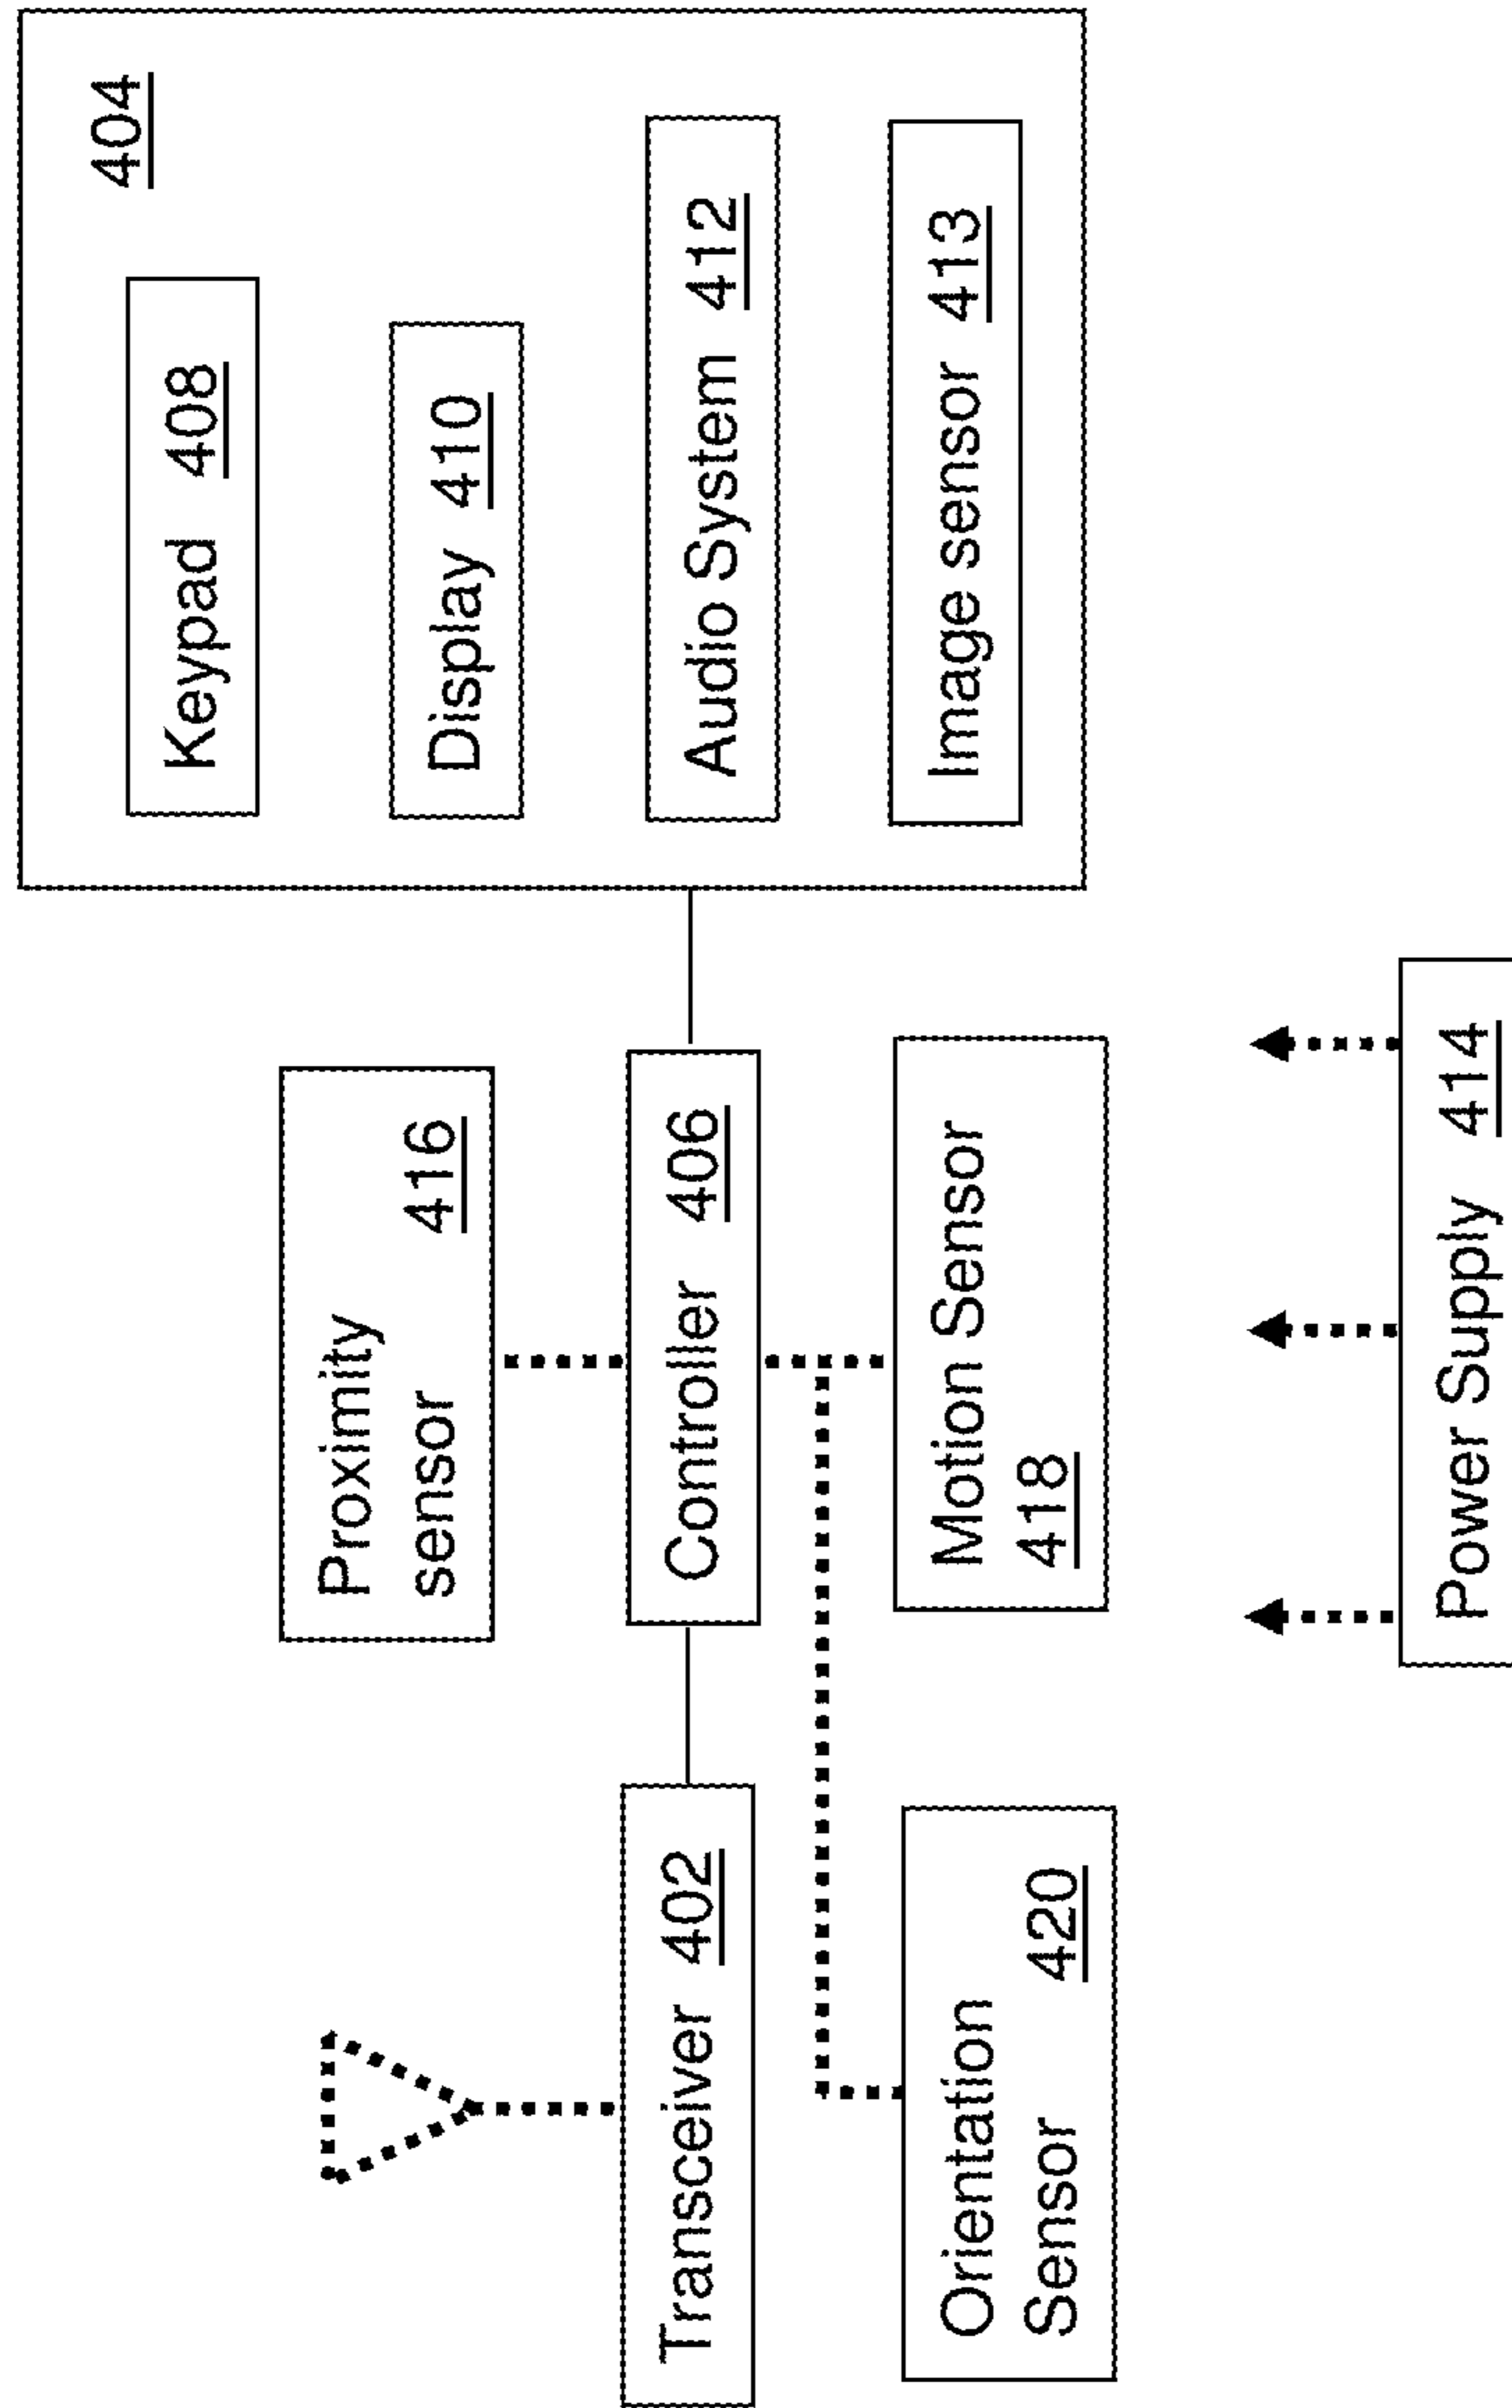 404
Keypad 408
Display 410
Audio System 412
Image sensor 413
Proximity
sensor 416
Controller 406
Motion Sensor
418
Transceiver 402
Orientation
Sensor 420
Power Supply 414